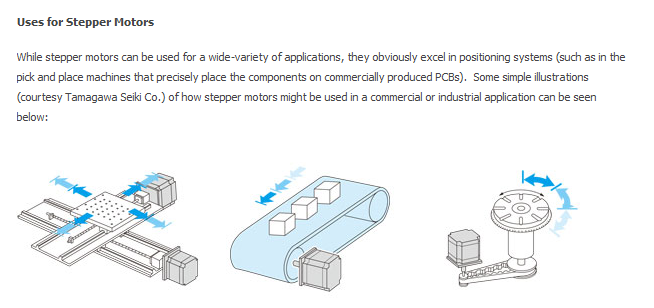 Uses for Stepper Motors
While stepper motors can be used for a wide-variety of applications, they obviously excel in positioning systems (such as in the
pick and place machines that precisely place the components on commercially produced PCBs).  Some simple illustrations
(courtesy Tamagawa Seiki Co.) of how stepper motors might be used in a commercial or industrial application can be seen
below: